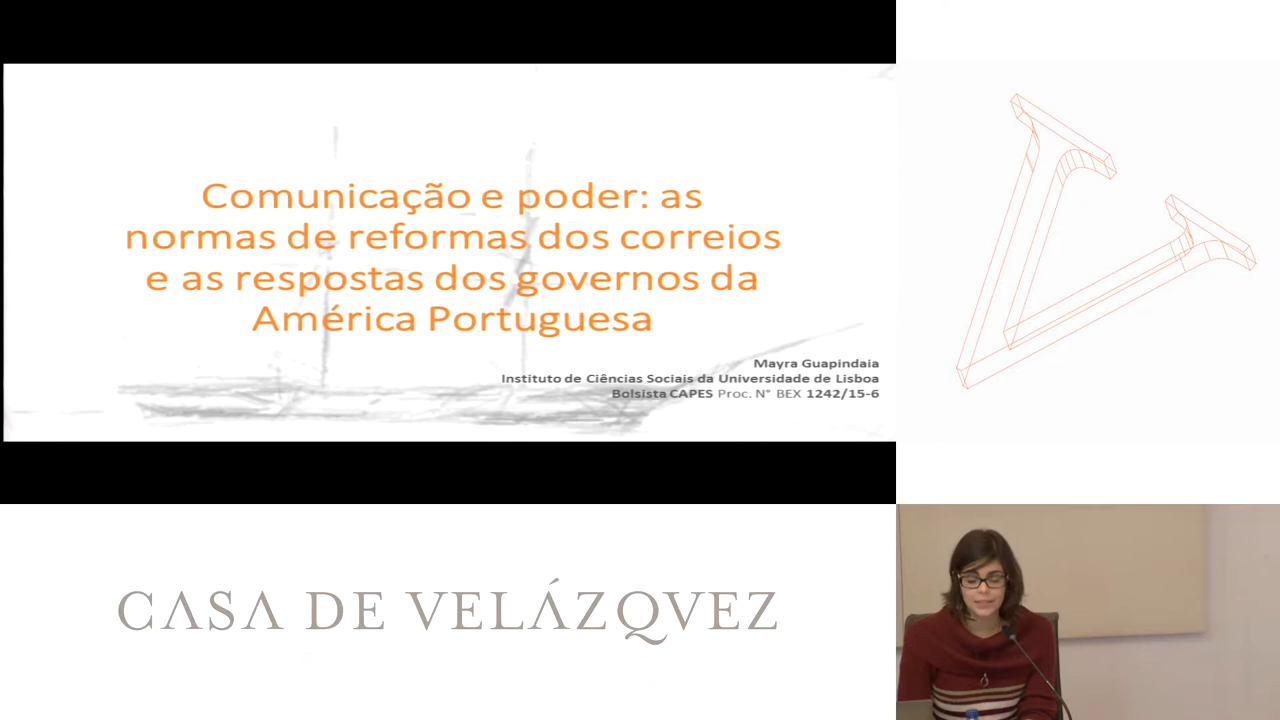 Comunicação e poder: as
normas de reformas dos correios
e as respostas dos governos da
América Portuguesa
Mayra Guapindaia
Instituto de Ciências Sociais da Universidade de Lisboa
Bolsista CAPES Proc. N° BEX 1242/15-6
CASA DE VELÁZQVEZ